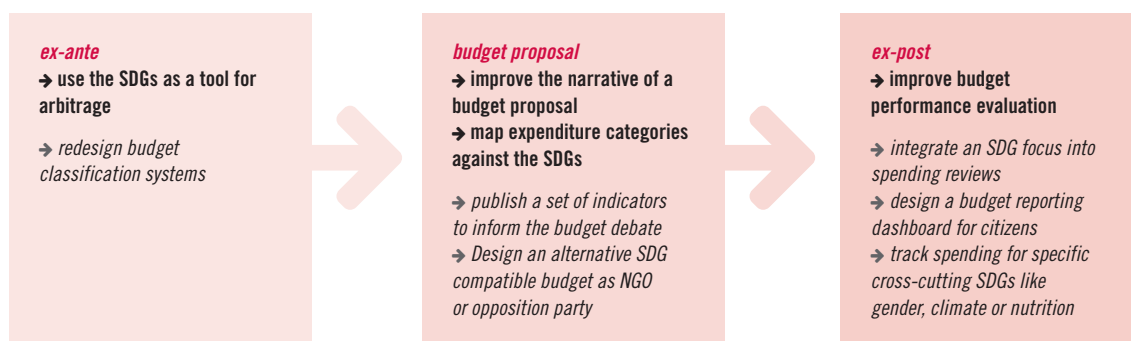 ex-ante
➔ use the SDGs as a tool for
arbitrage
➔ redesign budget
classification systems
budget proposal
➔ improve the narrative of a
budget proposal
➔ map expenditure categories
against the SDGs
➔ publish a set of indicators
to inform the budget debate
➔ Design an alternative SDG
compatible budget as NGO
or opposition party
ex-post
➔ improve budget
performance evaluation
➔ integrate an SDG focus into
spending reviews
➔ design a budget reporting
dashboard for citizens
➔ track spending for specific
cross-cutting SDGs like
gender, climate or nutrition